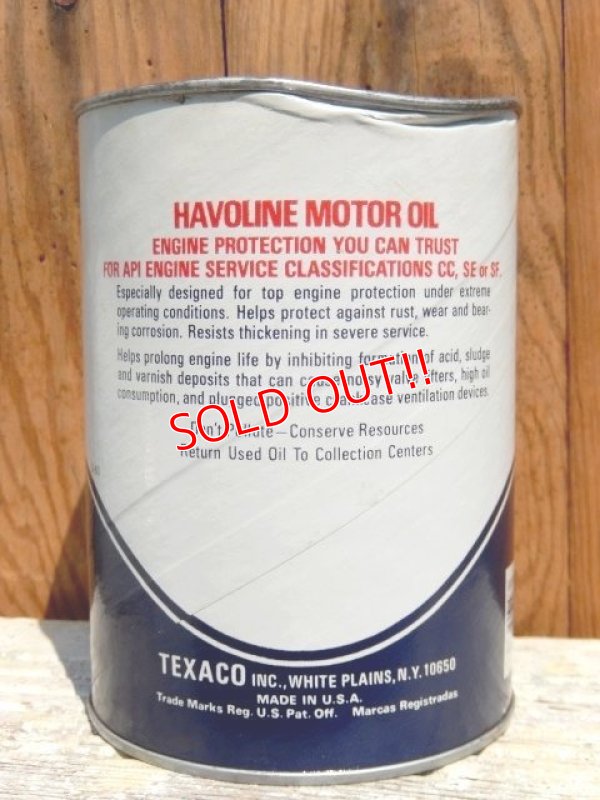 HAVOLINE MOTOR OIL
ENGINE PROTECTION YOU CAN TRUST
FOR API ENGINE SERVICE CLASSIFICATIONS CC, SE or SF.
Especially designed for top engine protection under extreme
operating conditions. Helps protect against rust, wear and bear-
ing corrosion. Resists thickening in severe service.
Helps prolong engine life by inhibiting formation of acid, sludge
and varnish deposits that can cause noisy valve lifters, high oil
consumption, and plugged positive crankcase ventilation devices.
SOLD OUT!!
Don't Pollute—Conserve Resources
Return Used Oil To Collection Centers
TEXACO INC., WHITE PLAINS, N.Y. 10650
MADE IN U.S.A.
Trade Marks Reg. U.S. Pat. Off. Marcas Registradas